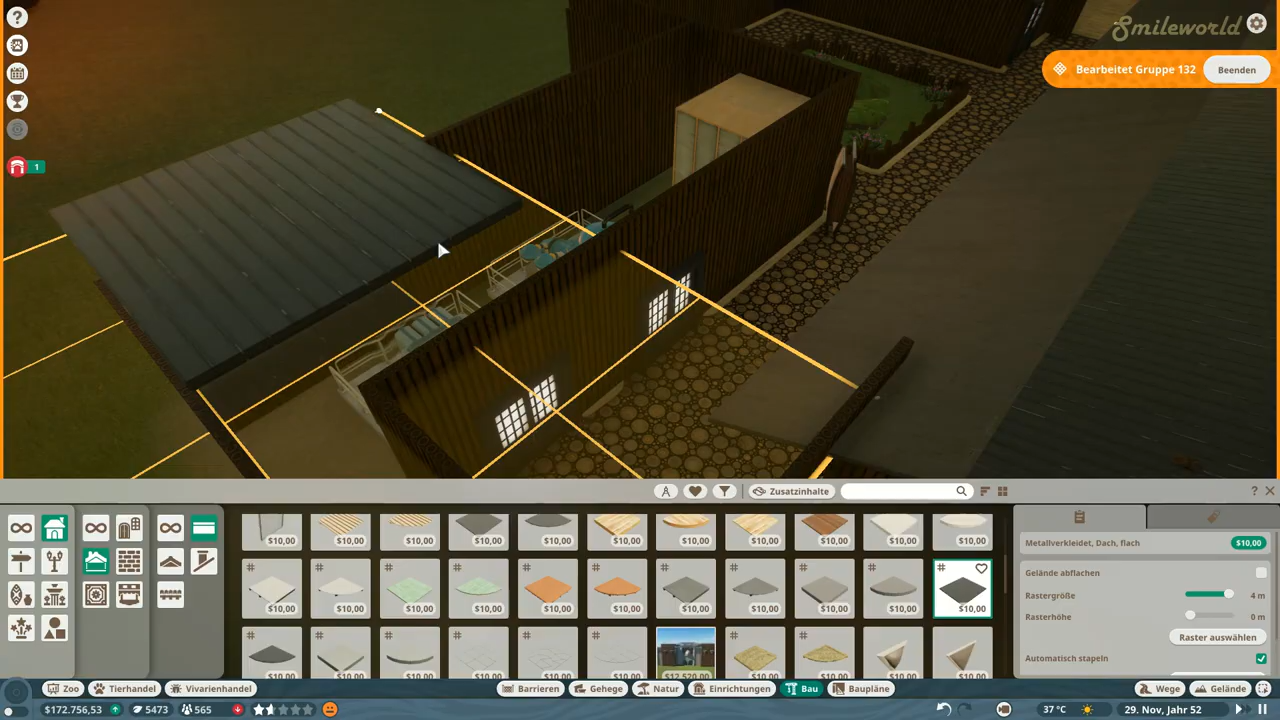 Smileworld
Bearbeitet Gruppe 132
Beenden
1
Zusatzinhalte
?
$10,00 $10,00 $10,00 $10,00 $10,00 $10,00 $10,00 $10,00 $10,00 $10,00 $10,00
$10,00 $10,00 $10,00 $10,00 $10,00 $10,00 $10,00 $10,00 $10,00 $10,00 $10,00
$12.520,00
Metallverkleidet, Dach, flach $10,00
Gelände abflachen
Rastergröße 4 m
Rasterhöhe 0 m
Raster auswählen
Automatisch stapeln
Zoo Tierhandel Vivarienhandel Barrieren Gehege Natur Einrichtungen Bau Baupläne Wege Gelände
$172.756,53 5473 565 37 °C 29. Nov, Jahr 52